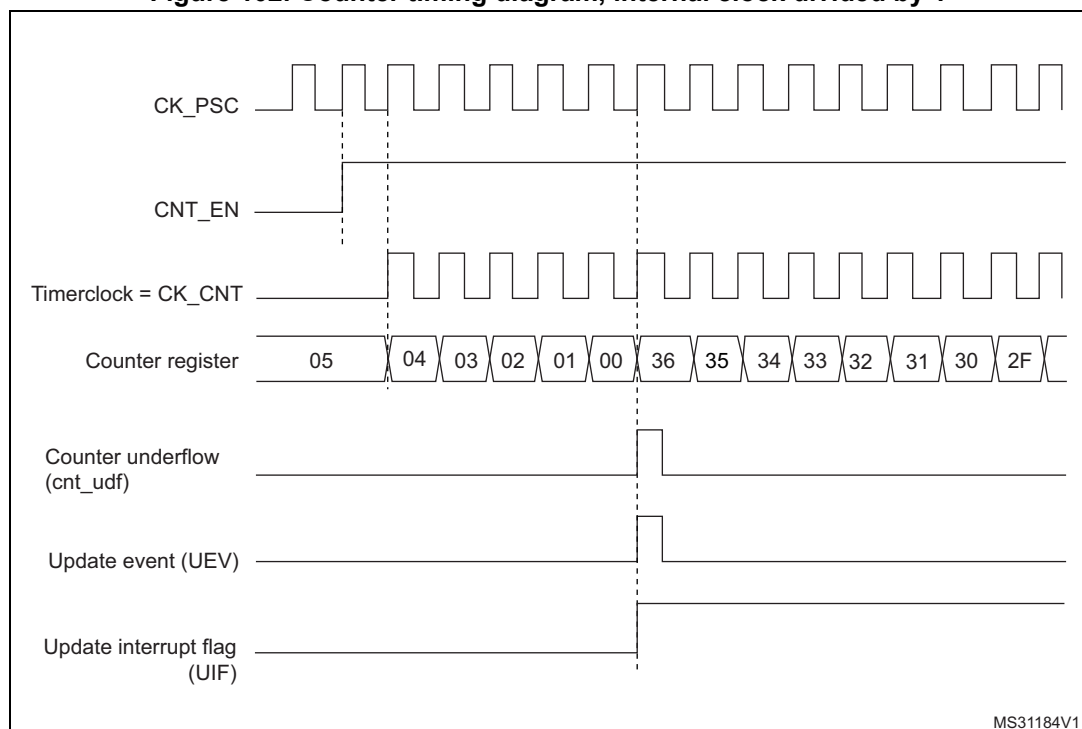 CK_PSC
CNT_EN
Timerclock = CK_CNT
Counter register 05 04 03 02 01 00 36 35 34 33 32 31 30 2F
Counter underflow
(cnt_udf)
Update event (UEV)
Update interrupt flag
(UIF)
MS31184V1